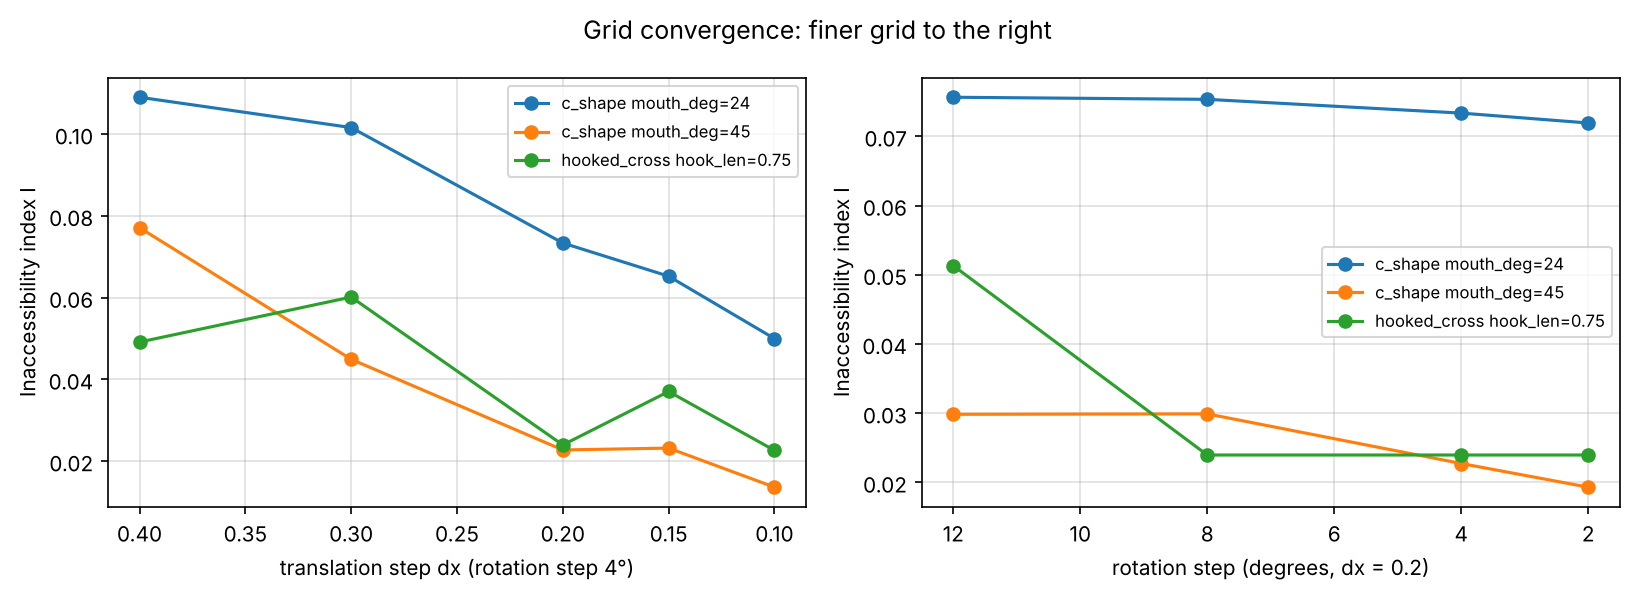 Grid convergence: finer grid to the right
Inaccessibility index I
0.10
0.08
0.06
0.04
0.02
c_shape mouth_deg=24
c_shape mouth_deg=45
hooked_cross hook_len=0.75
0.40 0.35 0.30 0.25 0.20 0.15 0.10
translation step dx (rotation step 4°)
Inaccessibility index I
0.07
0.06
0.05
0.04
0.03
0.02
c_shape mouth_deg=24
c_shape mouth_deg=45
hooked_cross hook_len=0.75
12 10 8 6 4 2
rotation step (degrees, dx = 0.2)